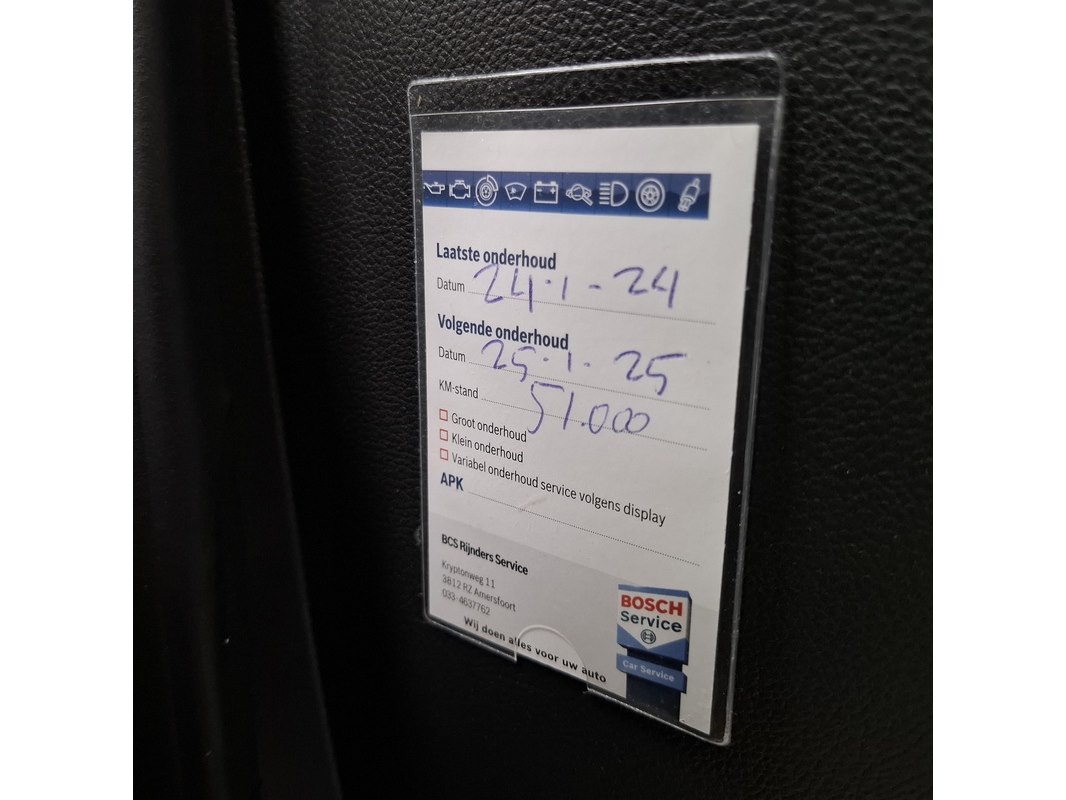 Laatste onderhoud
Datum 24-1-24
Volgende onderhoud
Datum 25-1-25
KM-stand 51.000
Groot onderhoud
Klein onderhoud
Variabel onderhoud service volgens display
APK
BCS Rijnders Service
Kryptonweg 11
3812 RZ Amersfoort
033-4637762
Wij doen alles voor uw auto
BOSCH
Service
Car Service